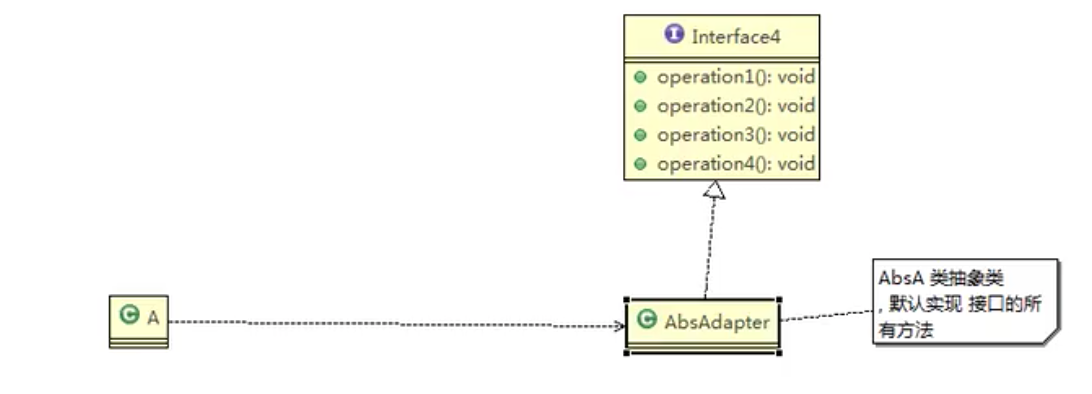 Interface4
operation1(): void
operation2(): void
operation3(): void
operation4(): void
A
AbsAdapter
AbsA 类抽象类
, 默认实现 接口的所
有方法